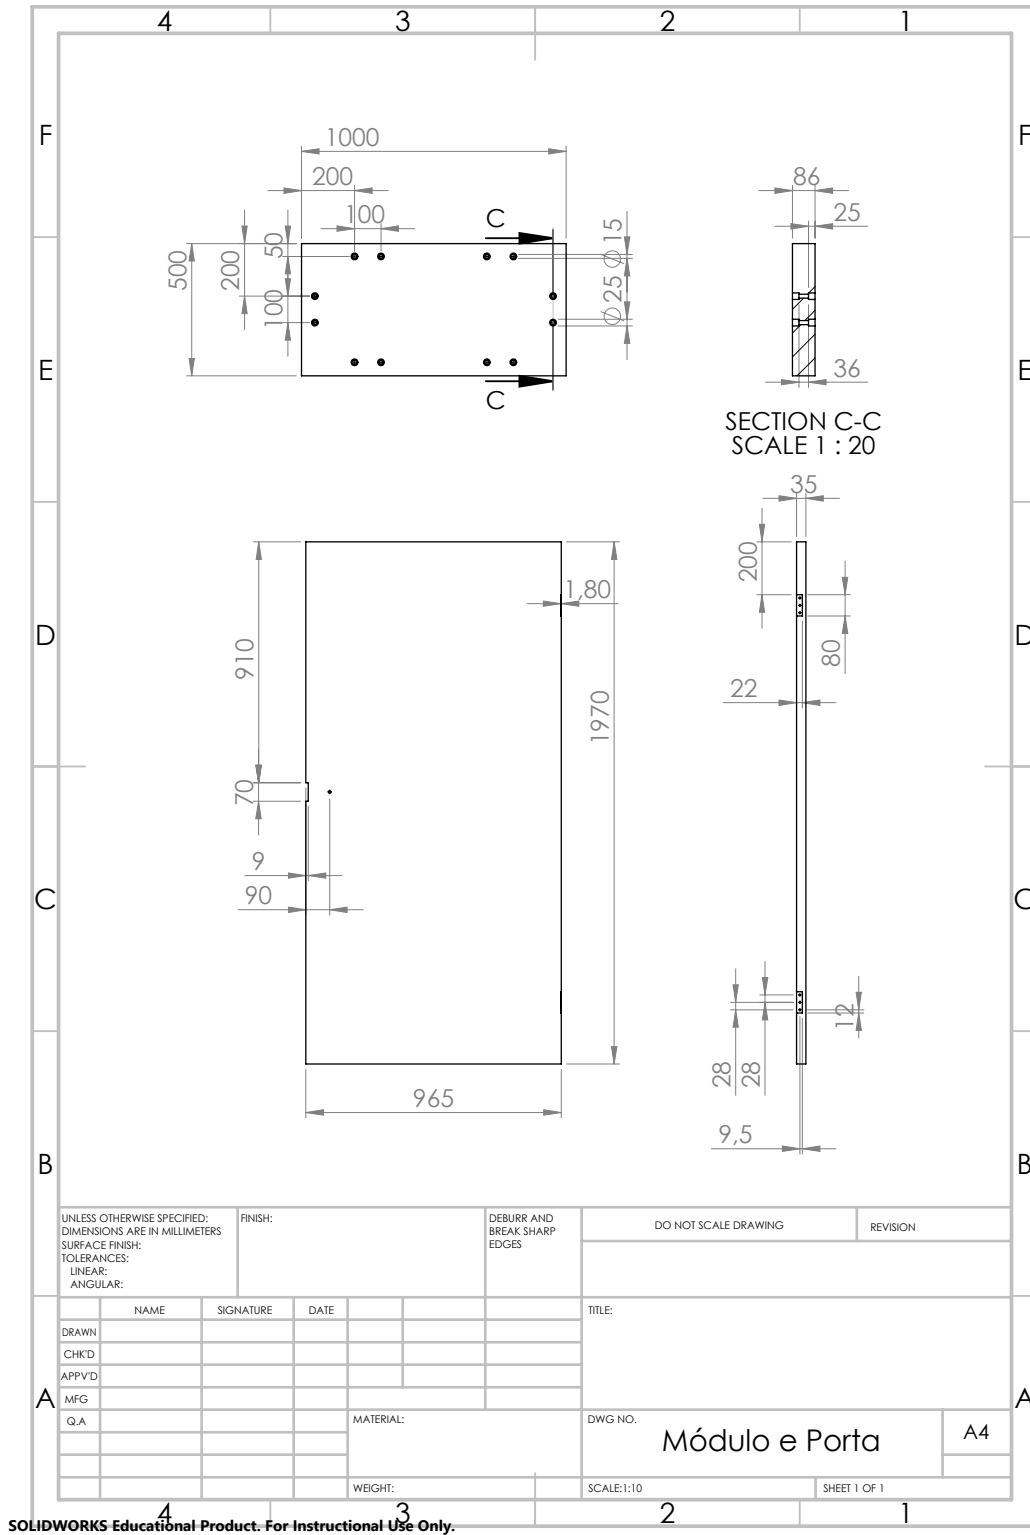 4 3 2 1
F F
1000
200
100
86
25
C
50
200
500
100
Ø 15
Ø 25
E E
36
C
SECTION C-C
SCALE 1 : 20
35
200
1,80
910
80
D D
22
1970
70
9
90
C C
12
28
28
965
9,5
B B
UNLESS OTHERWISE SPECIFIED:
DIMENSIONS ARE IN MILLIMETERS
SURFACE FINISH:
TOLERANCES:
LINEAR:
ANGULAR:
FINISH:
DEBURR AND
BREAK SHARP
EDGES
DO NOT SCALE DRAWING
REVISION
NAME SIGNATURE DATE
TITLE:
DRAWN
CHK'D
APPV'D
MFG
Q.A
A A
MATERIAL:
DWG NO.
Módulo e Porta
A4
WEIGHT:
SCALE:1:10
SHEET 1 OF 1
4 3 2 1
SOLIDWORKS Educational Product. For Instructional Use Only.